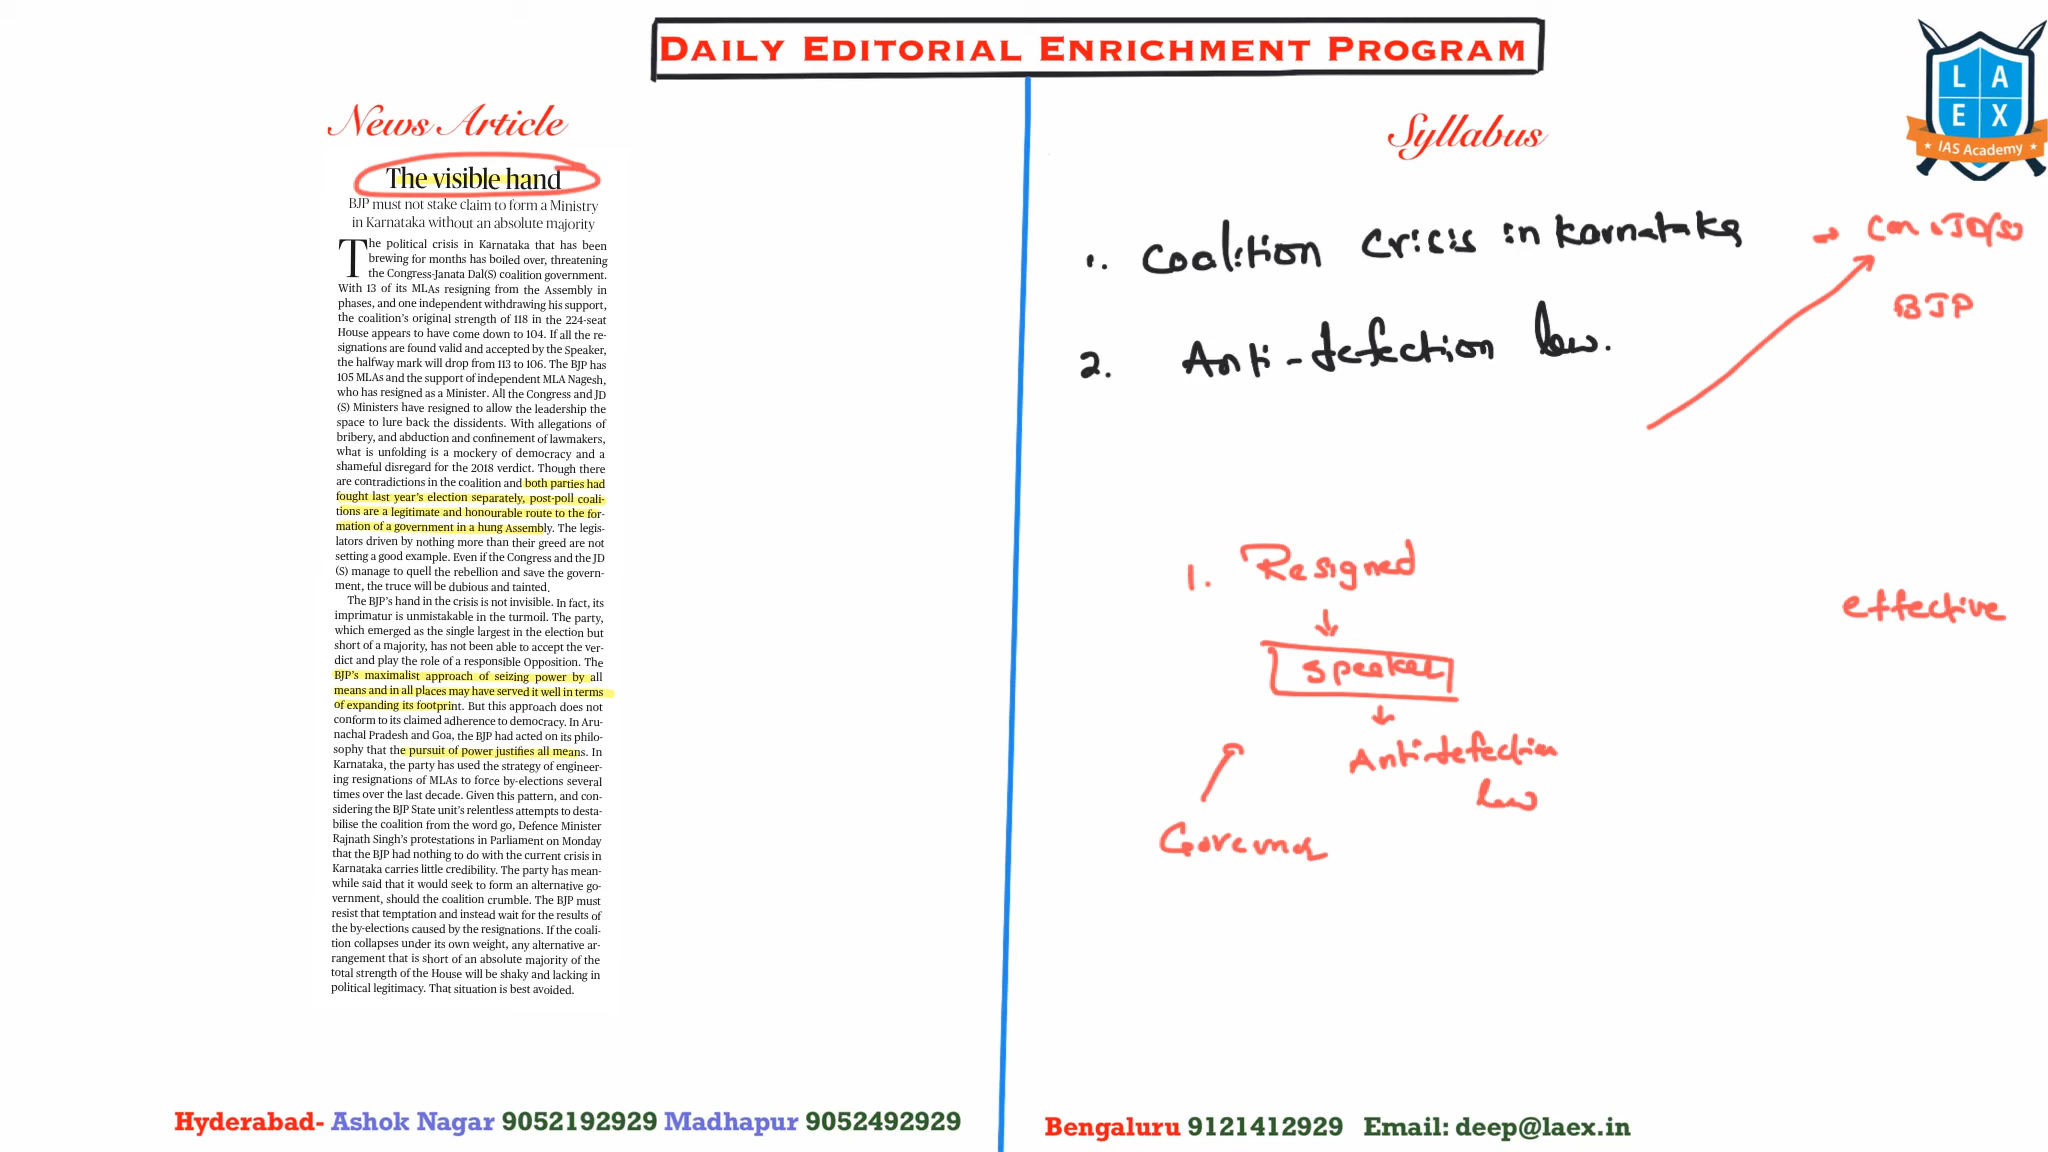 DAILY EDITORIAL ENRICHMENT PROGRAM
L A
E X
IAS Academy
News Article
The visible hand
BJP must not stake claim to form a Ministry
in Karnataka without an absolute majority
The political crisis in Karnataka that has been
brewing for months has boiled over, threatening
the Congress-Janata Dal(S) coalition government.
With 13 of its MLAs resigning from the Assembly in
phases, and one independent withdrawing his support,
the coalition's original strength of 118 in the 224-seat
House appears to have come down to 104. If all the re-
signations are found valid and accepted by the Speaker,
the halfway mark will drop from 113 to 106. The BJP has
105 MLAs and the support of independent MLA Nagesh,
who has resigned as a Minister. All the Congress and JD
(S) Ministers have resigned to allow the leadership the
space to lure back the dissidents. With allegations of
bribery, and abduction and confinement of lawmakers,
what is unfolding is a mockery of democracy and a
shameful disregard for the 2018 verdict. Though there
are contradictions in the coalition and both parties had
fought last year's election separately, post-poll coali-
tions are a legitimate and honourable route to the for-
mation of a government in a hung Assembly. The legis-
lators driven by nothing more than their greed are not
setting a good example. Even if the Congress and the JD
(S) manage to quell the rebellion and save the govern-
ment, the truce will be dubious and tainted.
The BJP's hand in the crisis is not invisible. In fact, its
imprimatur is unmistakable in the turmoil. The party,
which emerged as the single largest in the election but
short of a majority, has not been able to accept the ver-
dict and play the role of a responsible Opposition. The
BJP's maximalist approach of seizing power by all
means and in all places may have served it well in terms
of expanding its footprint. But this approach does not
conform to its claimed adherence to democracy. In Aru-
nachal Pradesh and Goa, the BJP had acted on its philo-
sophy that the pursuit of power justifies all means. In
Karnataka, the party has used the strategy of engineer-
ing resignations of MLAs to force by-elections several
times over the last decade. Given this pattern, and con-
sidering the BJP State unit's relentless attempts to desta-
bilise the coalition from the word go, Defence Minister
Rajnath Singh's protestations in Parliament on Monday
that the BJP had nothing to do with the current crisis in
Karnataka carries little credibility. The party has mean-
while said that it would seek to form an alternative go-
vernment, should the coalition crumble. The BJP must
resist that temptation and instead wait for the results of
the by-elections caused by the resignations. If the coali-
tion collapses under its own weight, any alternative ar-
rangement that is short of an absolute majority of the
total strength of the House will be shaky and lacking in
political legitimacy. That situation is best avoided.
Syllabus
1. Coalition crisis in Karnataka
JD/S
BJP
2. Anti-defection law.
1. Resigned
effective
Speaker
Antidefection
law
Governor
Hyderabad- Ashok Nagar 9052192929 Madhapur 9052492929
Bengaluru 9121412929 Email: deep@laex.in